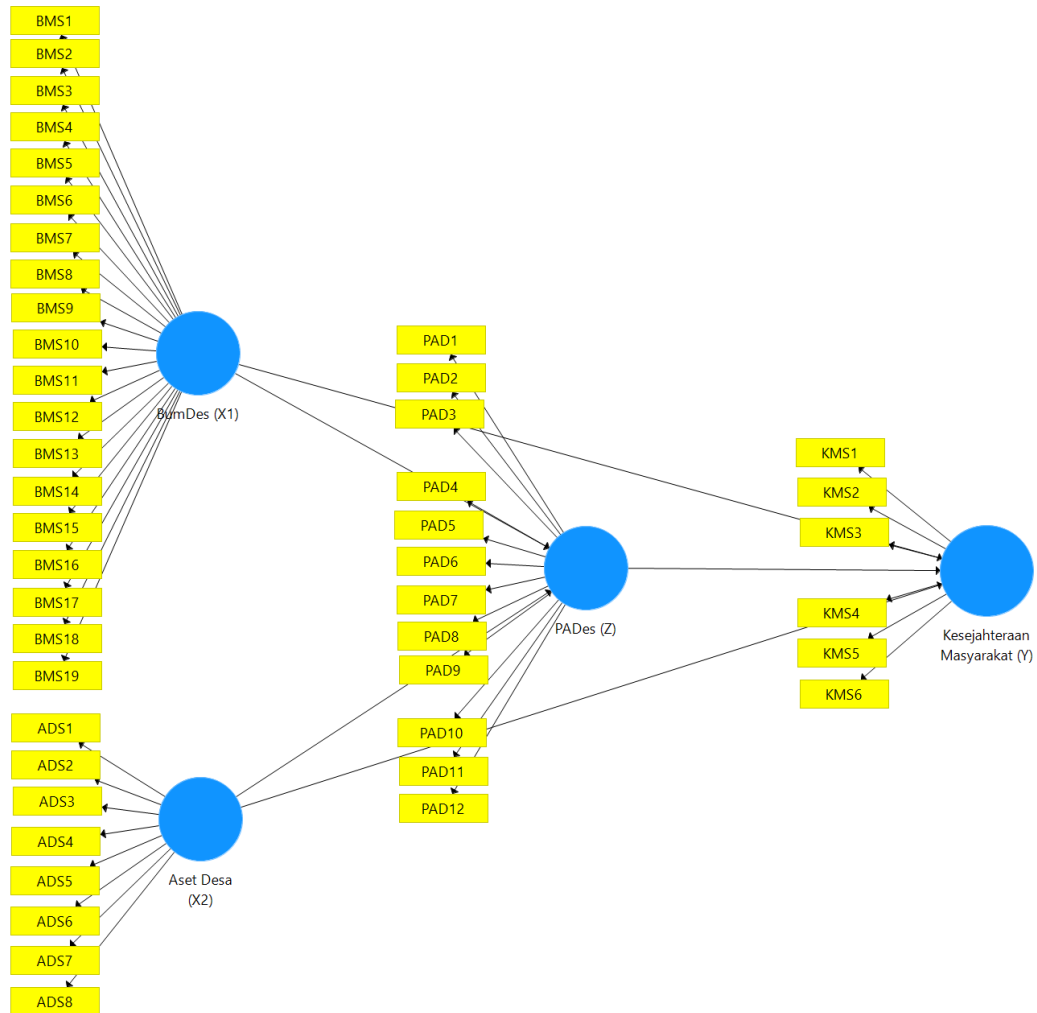 BMS1
BMS2
BMS3
BMS4
BMS5
BMS6
BMS7
BMS8
BMS9
BMS10
BMS11
BMS12
BMS13
BMS14
BMS15
BMS16
BMS17
BMS18
BMS19
BumDes (X1)
ADS1
ADS2
ADS3
ADS4
ADS5
ADS6
ADS7
ADS8
Aset Desa
(X2)
PAD1
PAD2
PAD3
PAD4
PAD5
PAD6
PAD7
PAD8
PAD9
PAD10
PAD11
PAD12
PADes (Z)
KMS1
KMS2
KMS3
KMS4
KMS5
KMS6
Kesejahteraan
Masyarakat (Y)